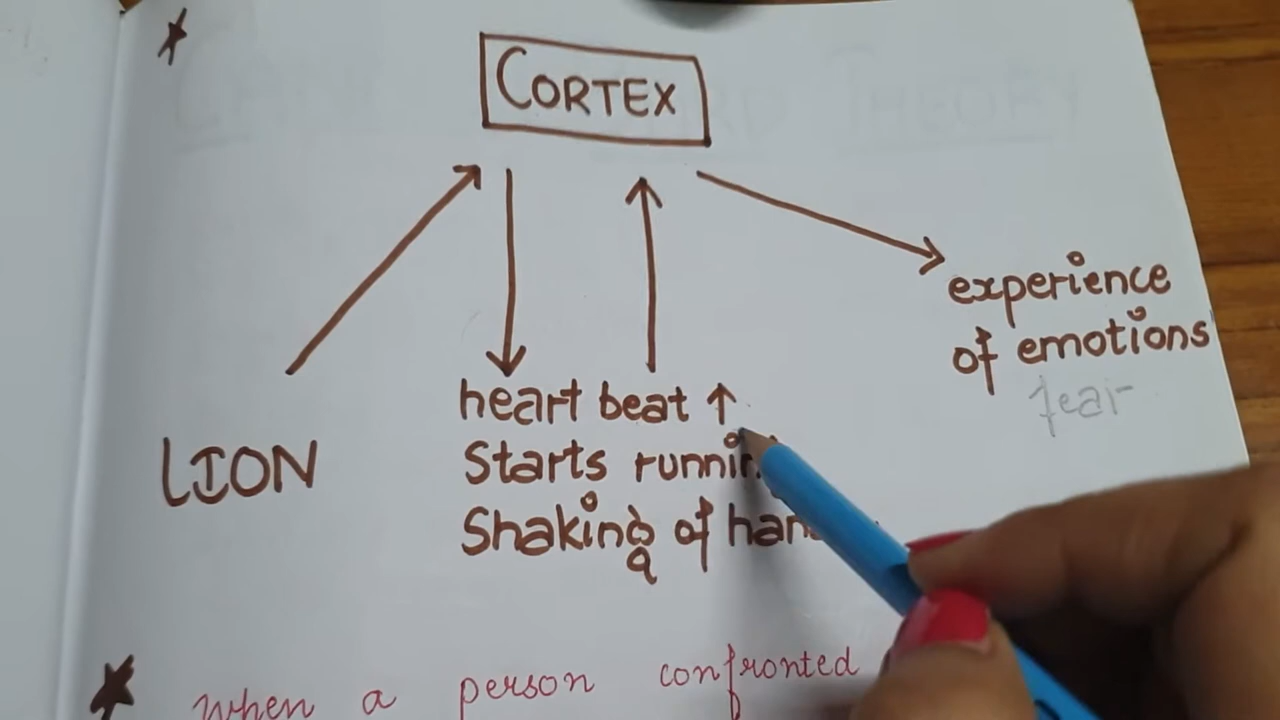 CORTEX
experience
of emotions
fear
heart beat ↑
LION
Starts
Shaking of
When a person confronted